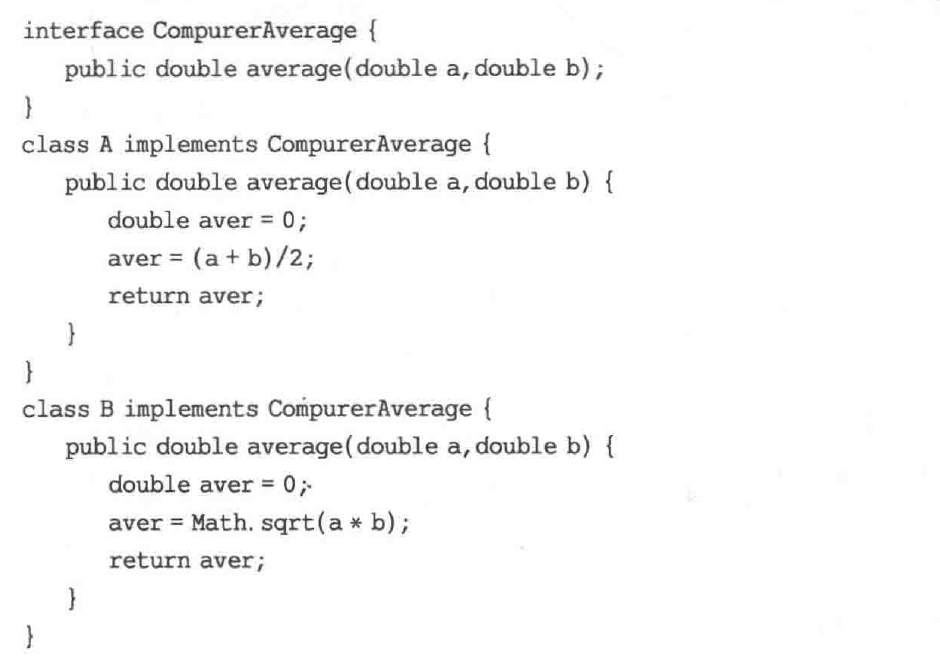 interface CompurerAverage {
public double average(double a,double b);
}
class A implements CompurerAverage {
public double average(double a,double b) {
double aver = 0;
aver = (a + b)/2;
return aver;
}
}
class B implements CompurerAverage {
public double average(double a,double b) {
double aver = 0;
aver = Math. sqrt(a * b);
return aver;
}
}